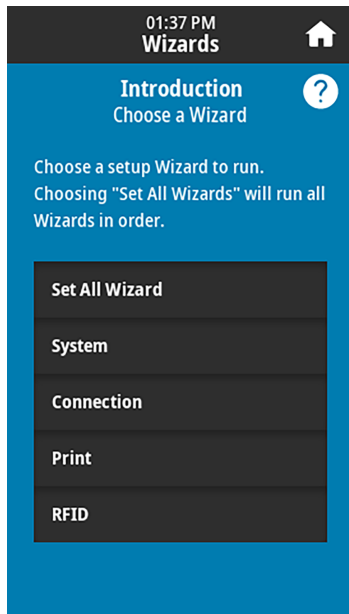 01:37 PM
Wizards
Introduction
?
Choose a Wizard
Choose a setup Wizard to run.
Choosing "Set All Wizards" will run all
Wizards in order.
Set All Wizard
System
Connection
Print
RFID